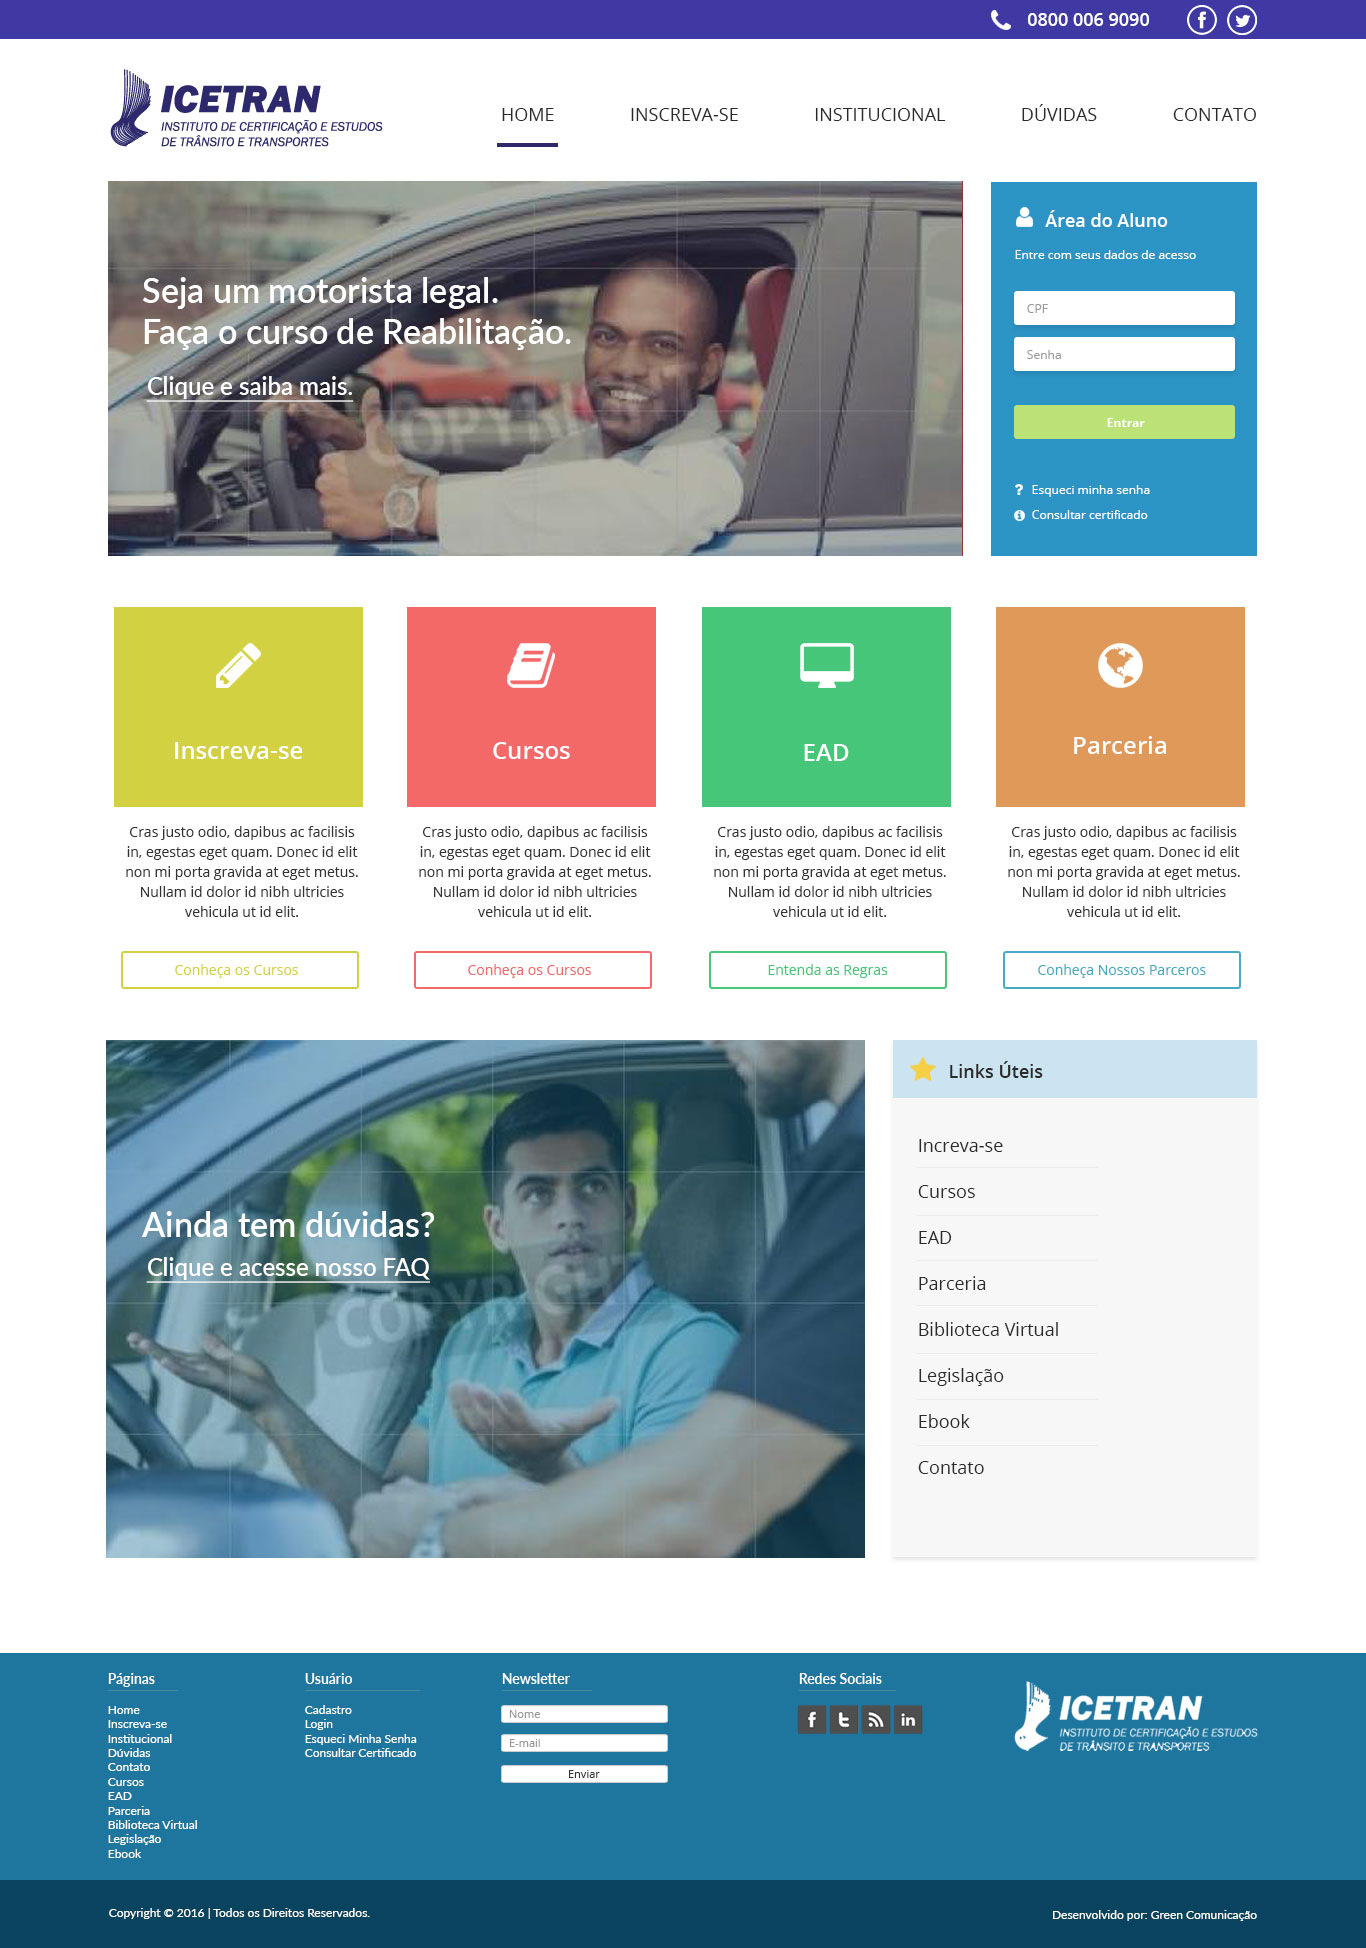 0800 006 9090
ICETRAN
INSTITUTO DE CERTIFICAÇÃO E ESTUDOS
DE TRÂNSITO E TRANSPORTES
HOME
INSCREVA-SE
INSTITUCIONAL
DÚVIDAS
CONTATO
Seja um motorista legal.
Faça o curso de Reabilitação.
Clique e saiba mais.
COPYRIGHT
Área do Aluno
Entre com seus dados de acesso
CPF
Senha
Entrar
Esqueci minha senha
Consultar certificado
Inscreva-se
Cras justo odio, dapibus ac facilisis
in, egestas eget quam. Donec id elit
non mi porta gravida at eget metus.
Nullam id dolor id nibh ultricies
vehicula ut id elit.
Conheça os Cursos
Cursos
Cras justo odio, dapibus ac facilisis
in, egestas eget quam. Donec id elit
non mi porta gravida at eget metus.
Nullam id dolor id nibh ultricies
vehicula ut id elit.
Conheça os Cursos
EAD
Cras justo odio, dapibus ac facilisis
in, egestas eget quam. Donec id elit
non mi porta gravida at eget metus.
Nullam id dolor id nibh ultricies
vehicula ut id elit.
Entenda as Regras
Parceria
Cras justo odio, dapibus ac facilisis
in, egestas eget quam. Donec id elit
non mi porta gravida at eget metus.
Nullam id dolor id nibh ultricies
vehicula ut id elit.
Conheça Nossos Parceros
Ainda tem dúvidas?
Clique e acesse nosso FAQ
COPYRIGHT
Links Úteis
Increva-se
Cursos
EAD
Parceria
Biblioteca Virtual
Legislação
Ebook
Contato
Páginas
Home
Inscreva-se
Institucional
Dúvidas
Contato
Cursos
EAD
Parceria
Biblioteca Virtual
Legislação
Ebook
Usuário
Cadastro
Login
Esqueci Minha Senha
Consultar Certificado
Newsletter
Nome
E-mail
Enviar
Redes Sociais
ICETRAN
INSTITUTO DE CERTIFICAÇÃO E ESTUDOS
DE TRÂNSITO E TRANSPORTES
Copyright © 2016 | Todos os Direitos Reservados.
Desenvolvido por: Green Comunicação